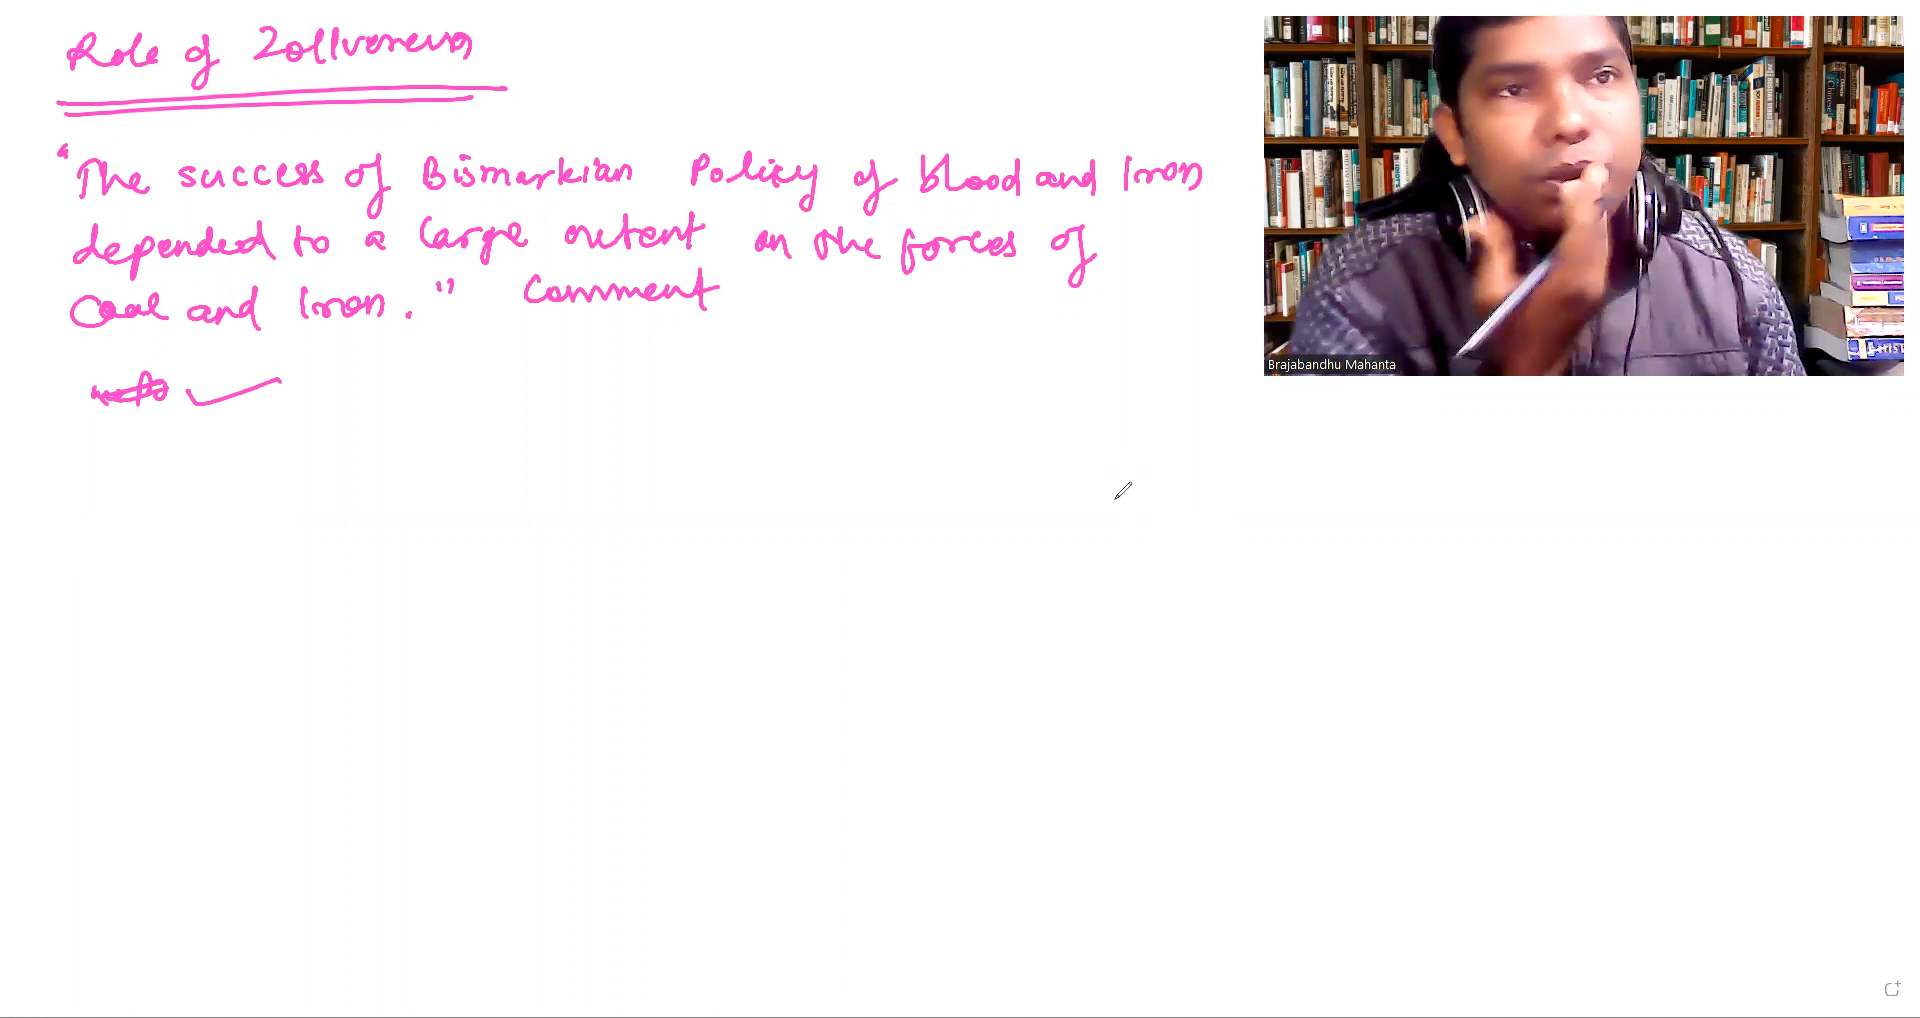 Role of Zollverein
"The success of Bismarkian Policy of blood and Iron
depended to a large extent on the forces of
Coal and Iron." Comment
Brajabandhu Mahanta